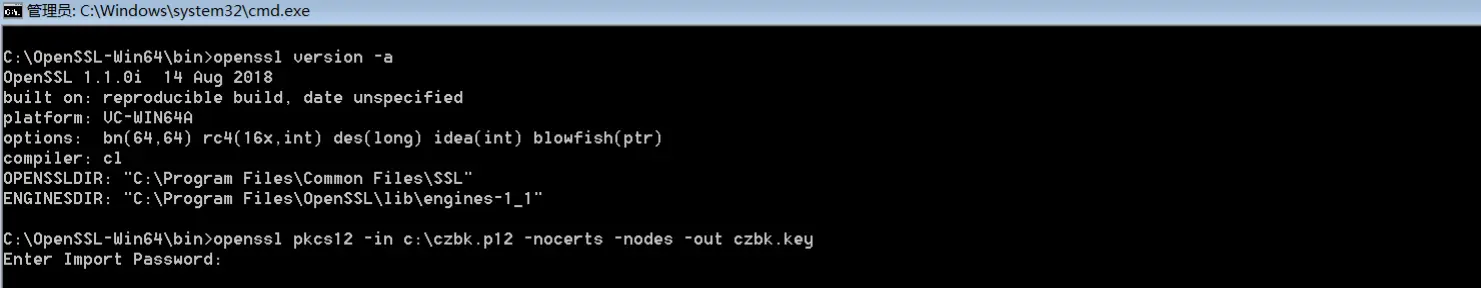 管理员: C:\Windows\system32\cmd.exe
C:\OpenSSL-Win64\bin>openssl version -a
OpenSSL 1.1.0i  14 Aug 2018
built on: reproducible build, date unspecified
platform: VC-WIN64A
options:  bn(64,64) rc4(16x,int) des(long) idea(int) blowfish(ptr)
compiler: cl
OPENSSLDIR: "C:\Program Files\Common Files\SSL"
ENGINESDIR: "C:\Program Files\OpenSSL\lib\engines-1_1"
C:\OpenSSL-Win64\bin>openssl pkcs12 -in c:\czbk.p12 -nocerts -nodes -out czbk.key
Enter Import Password: